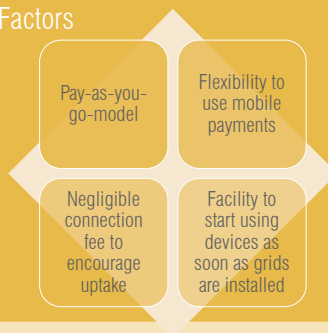 Factors
Pay-as-you-
go-model
Flexibility to
use mobile
payments
Negligible
connection
fee to
encourage
uptake
Facility to
start using
devices as
soon as grids
are installed